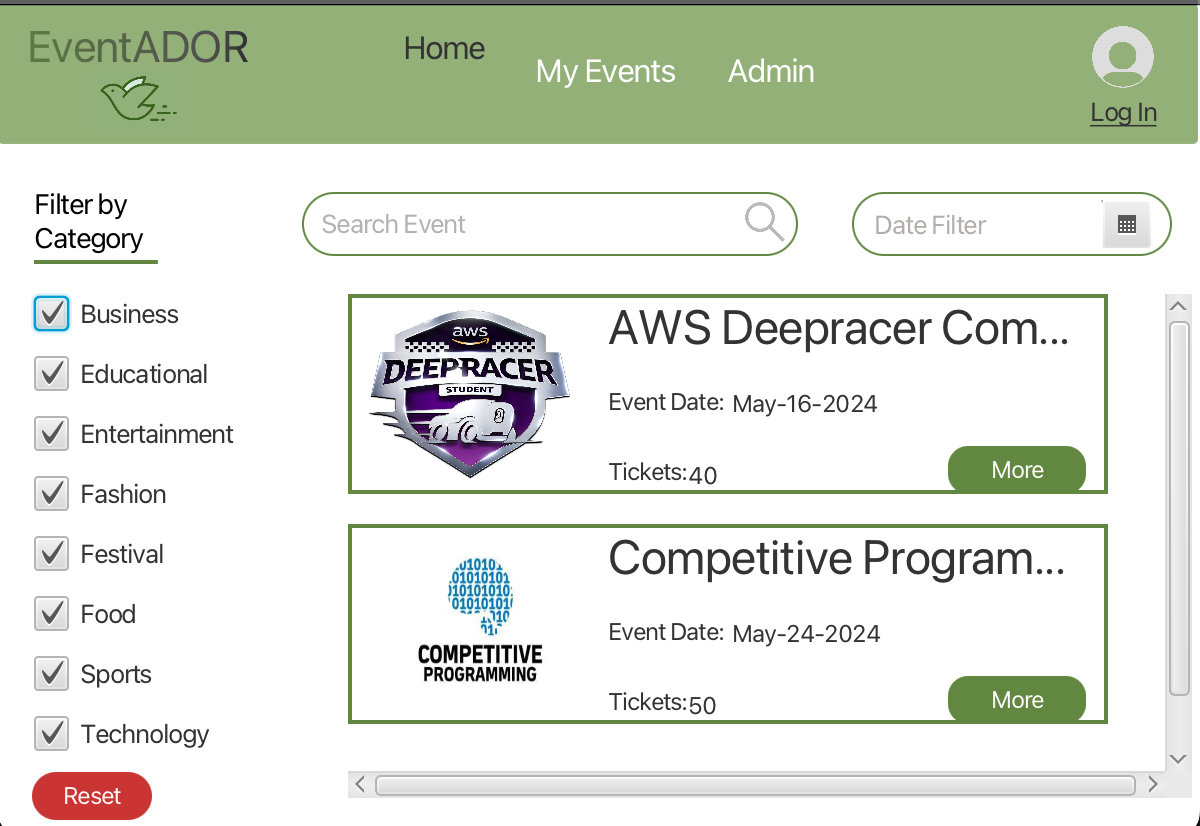 EventADOR
Home
My Events
Admin
Log In
Filter by
Category
Search Event
Date Filter
Business
Educational
Entertainment
Fashion
Festival
Food
Sports
Technology
Reset
aws
DEEPRACER
STUDENT
AWS Deepracer Com...
Event Date: May-16-2024
Tickets:40
More
01010
01010101
10101010
01010101
10
01
COMPETITIVE
PROGRAMMING
Competitive Program...
Event Date: May-24-2024
Tickets:50
More